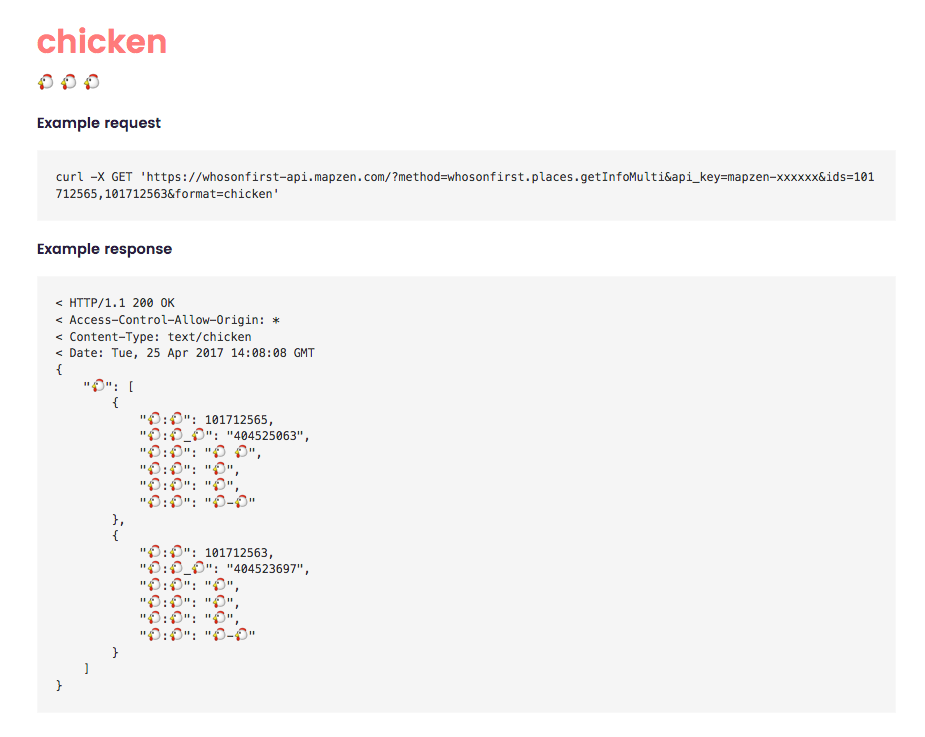 chicken
🐔 🐔 🐔
Example request
curl -X GET 'https://whosonfirst-api.mapzen.com/?method=whosonfirst.places.getInfoMulti&api_key=mapzen-xxxxxx&ids=101
712565,101712563&format=chicken'
Example response
< HTTP/1.1 200 OK
< Access-Control-Allow-Origin: *
< Content-Type: text/chicken
< Date: Tue, 25 Apr 2017 14:08:08 GMT
{
    "🐔": [
        {
            "🐔:🐔": 101712565,
            "🐔:🐔_🐔": "404525063",
            "🐔:🐔": "🐔 🐔",
            "🐔:🐔": "🐔",
            "🐔:🐔": "🐔",
            "🐔:🐔": "🐔-🐔"
        },
        {
            "🐔:🐔": 101712563,
            "🐔:🐔_🐔": "404523697",
            "🐔:🐔": "🐔",
            "🐔:🐔": "🐔",
            "🐔:🐔": "🐔",
            "🐔:🐔": "🐔-🐔"
        }
    ]
}